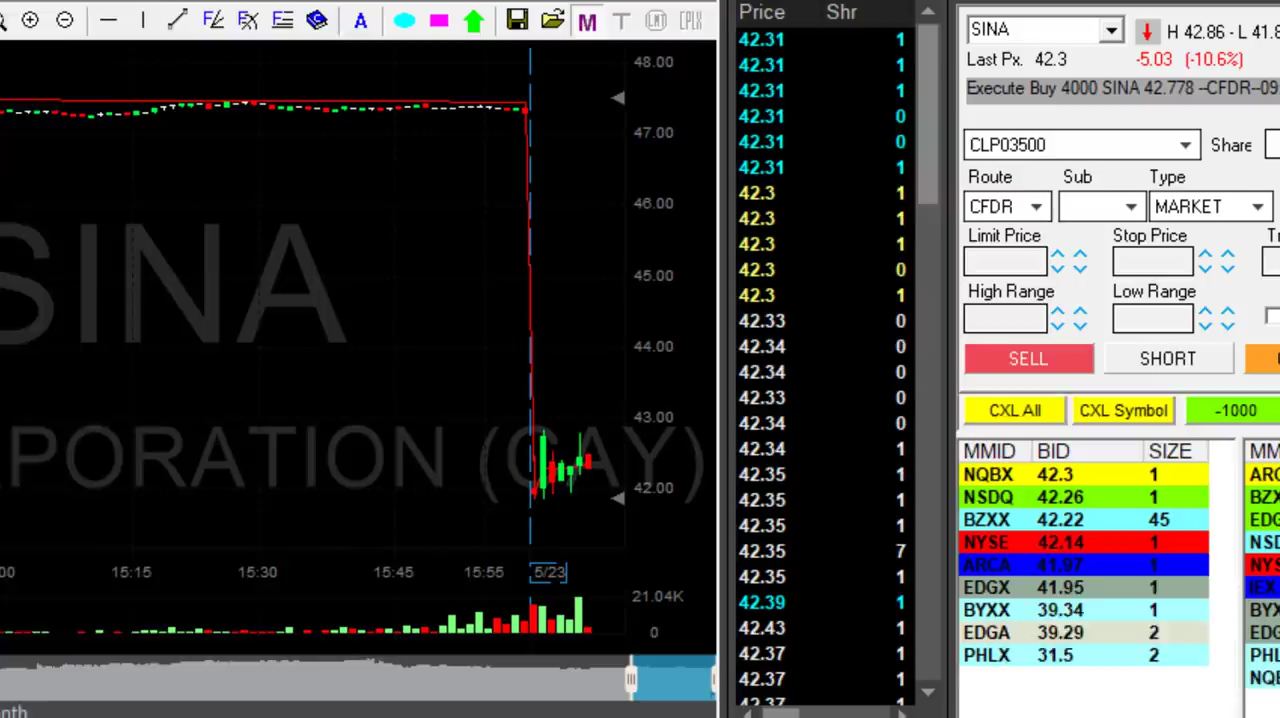 A M T CMT CPLX
48.00
47.00
46.00
45.00
44.00
43.00
42.00
SINA
PORATION (CAY)
:00 15:15 15:30 15:45 15:55 5/23
21.04K
0
nth
Price Shr
42.31 1
42.31 1
42.31 1
42.31 0
42.31 0
42.31 1
42.3 1
42.3 1
42.3 1
42.3 0
42.3 1
42.33 0
42.34 0
42.34 0
42.33 0
42.34 0
42.34 1
42.35 1
42.35 1
42.35 1
42.35 7
42.35 1
42.39 1
42.43 1
42.37 1
42.37 1
42.37 1
SINA H 42.86 - L 41.8
Last Px. 42.3 -5.03 (-10.6%)
Execute Buy 4000 SINA 42.778 --CFDR--09
CLP03500 Share
Route Sub Type
CFDR MARKET
Limit Price Stop Price
High Range Low Range
SELL SHORT
CXL All CXL Symbol -1000
MMID BID SIZE MM
NQBX 42.3 1 ARC
NSDQ 42.26 1 BZX
BZXX 42.22 45 EDG
NYSE 42.14 1 NSD
ARCA 41.97 1 NYS
EDGX 41.95 1 IEX
BYXX 39.34 1 BYX
EDGA 39.29 2 EDG
PHLX 31.5 2 PHL
NQB